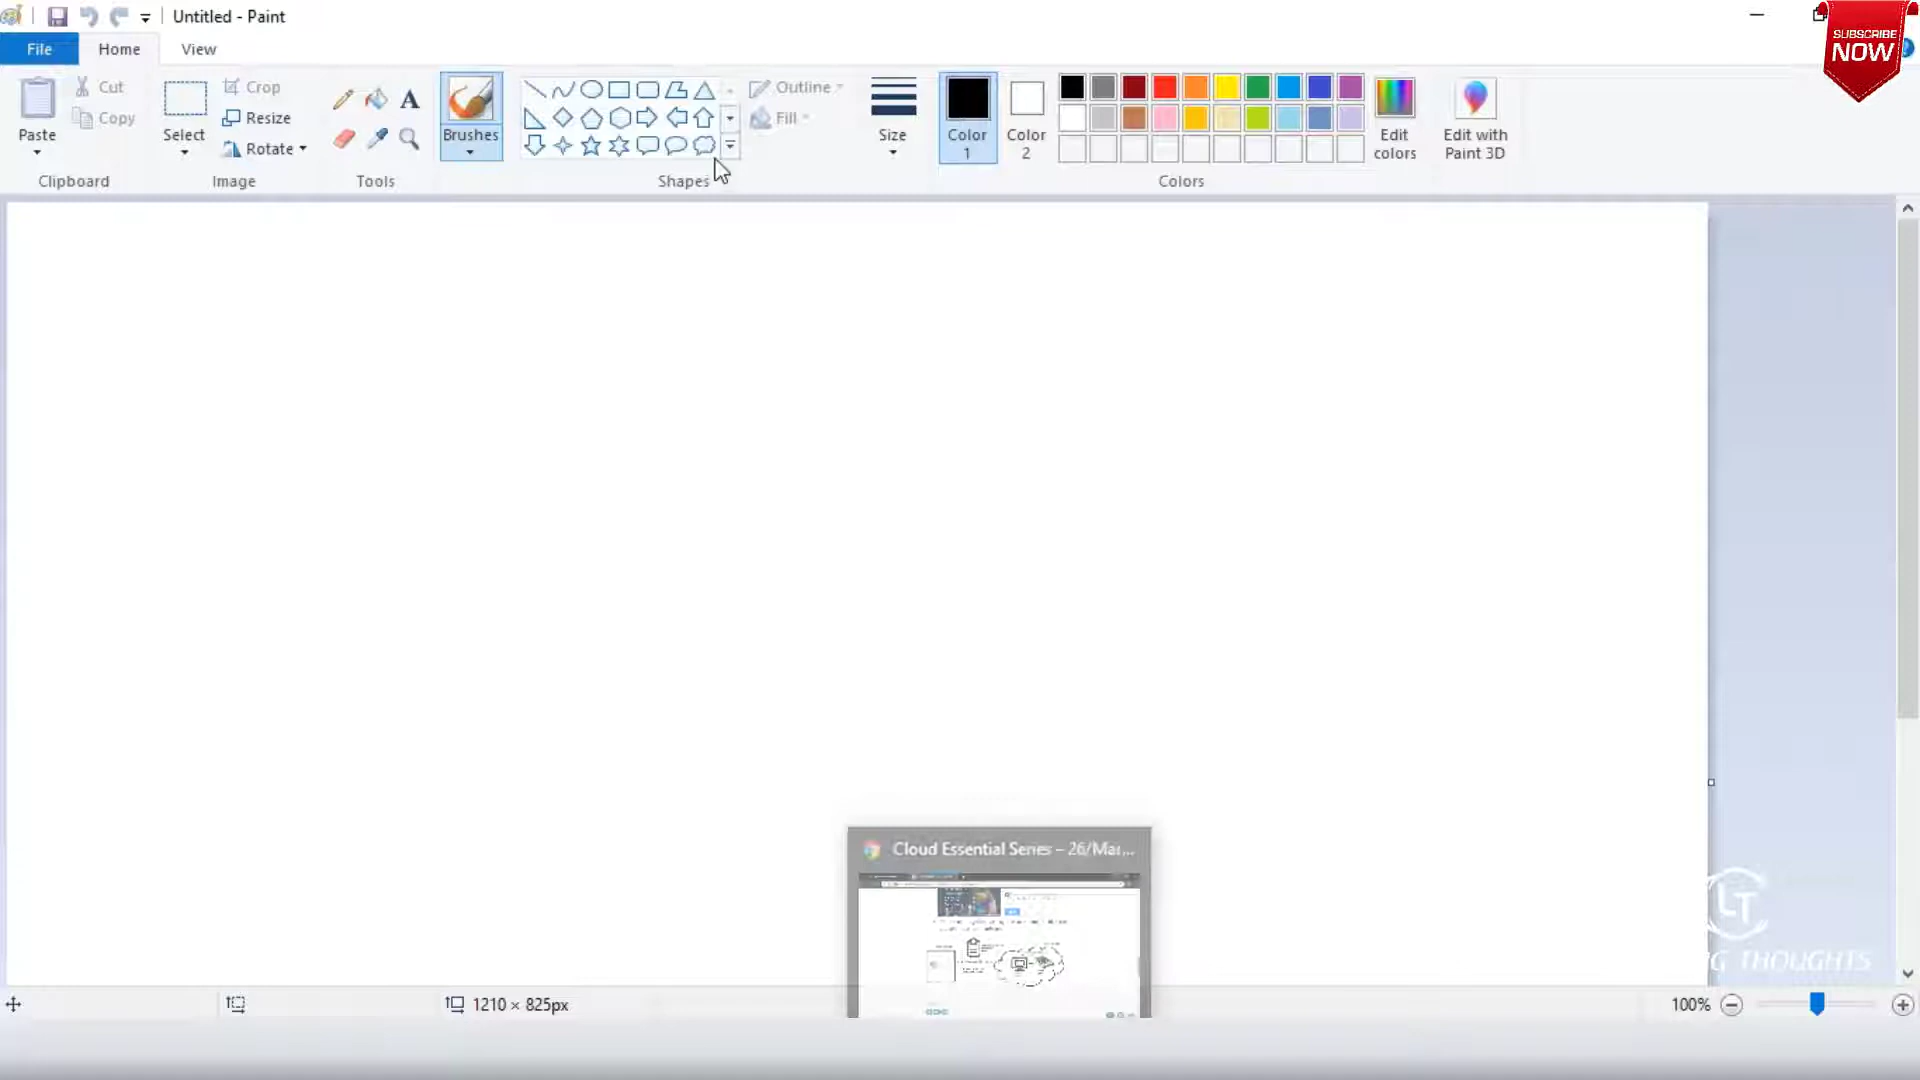 Untitled - Paint
SUBSCRIBE
NOW
File
Home
View
Paste
Cut
Copy
Clipboard
Select
Crop
Resize
Rotate
Image
A
Tools
Brushes
Shapes
Outline
Fill
Size
Color
1
Color
2
Edit
colors
Colors
Edit with
Paint 3D
Cloud Essential Series – 26/Mar...
LT
G THOUGHTS
1210 × 825px
100%